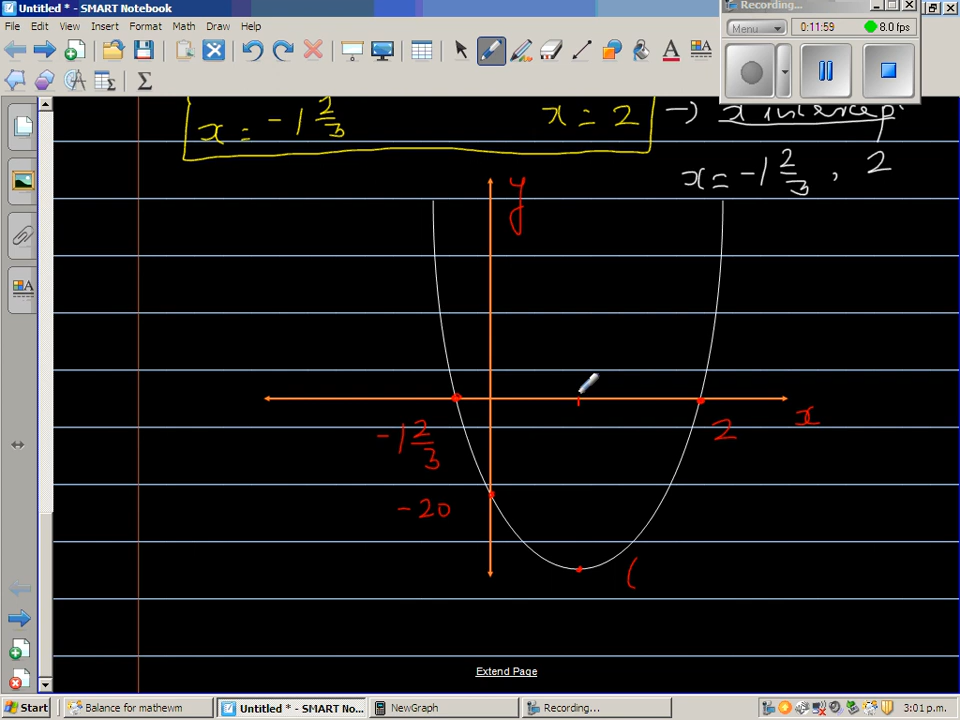 Untitled * - SMART Notebook
Recording...
File Edit View Insert Format Math Draw Help
Menu 0:11:59 8.0 fps
x = -1 2/3 x = 2 → x intercep
x = -1 2/3 , 2
y
x
-1 2/3
2
-20
(
Extend Page
Start Balance for mathewm Untitled * - SMART No... NewGraph Recording... 3:01 p.m.